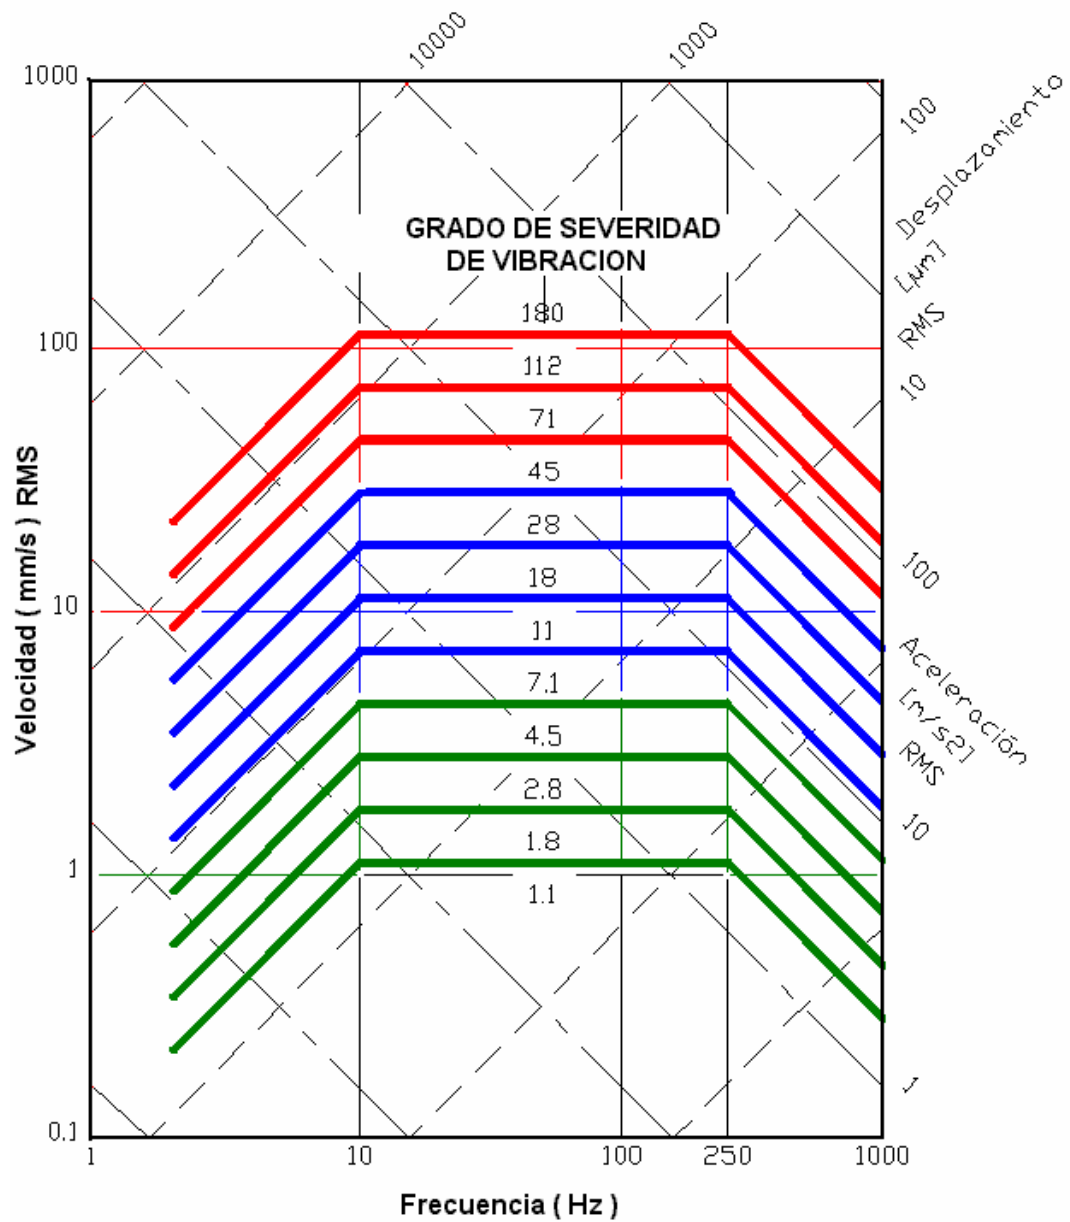 10000
1000
1000
100
Desplazamiento
[µm]
RMS
GRADO DE SEVERIDAD
DE VIBRACION
180
100
112
10
71
45
28
100
18
10
11
Aceleración
[m/s2]
RMS
7.1
4.5
2.8
10
1.8
1
1.1
1
0.1
1
10
100
250
1000
Velocidad ( mm/s ) RMS
Frecuencia ( Hz )